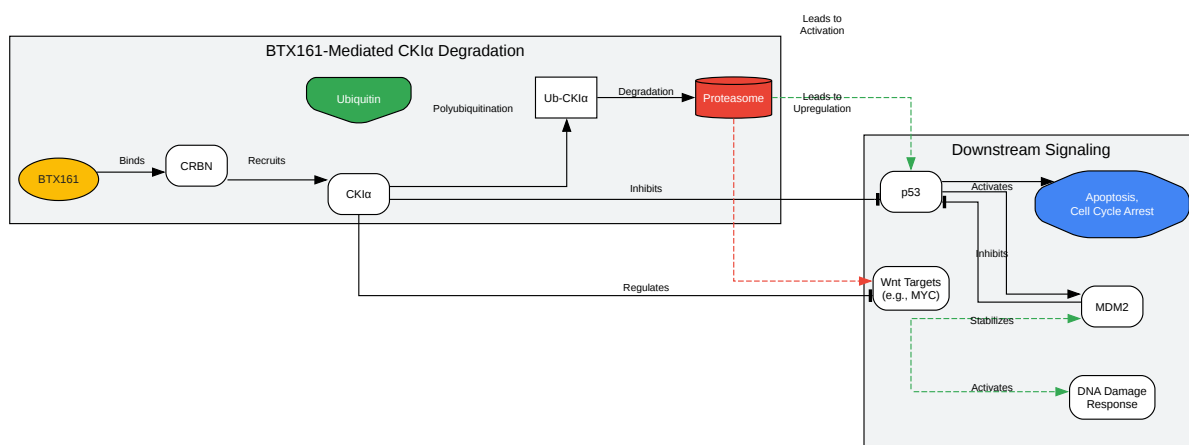 Leads to
Activation
BTX161-Mediated CKIα Degradation
Ubiquitin
Polyubiquitination
Ub-CKIα
Degradation
Proteasome
Leads to
Upregulation
BTX161
Binds
CRBN
Recruits
CKIα
Inhibits
Regulates
Downstream Signaling
p53
Activates
Apoptosis,
Cell Cycle Arrest
Inhibits
Wnt Targets
(e.g., MYC)
MDM2
Stabilizes
Activates
DNA Damage
Response